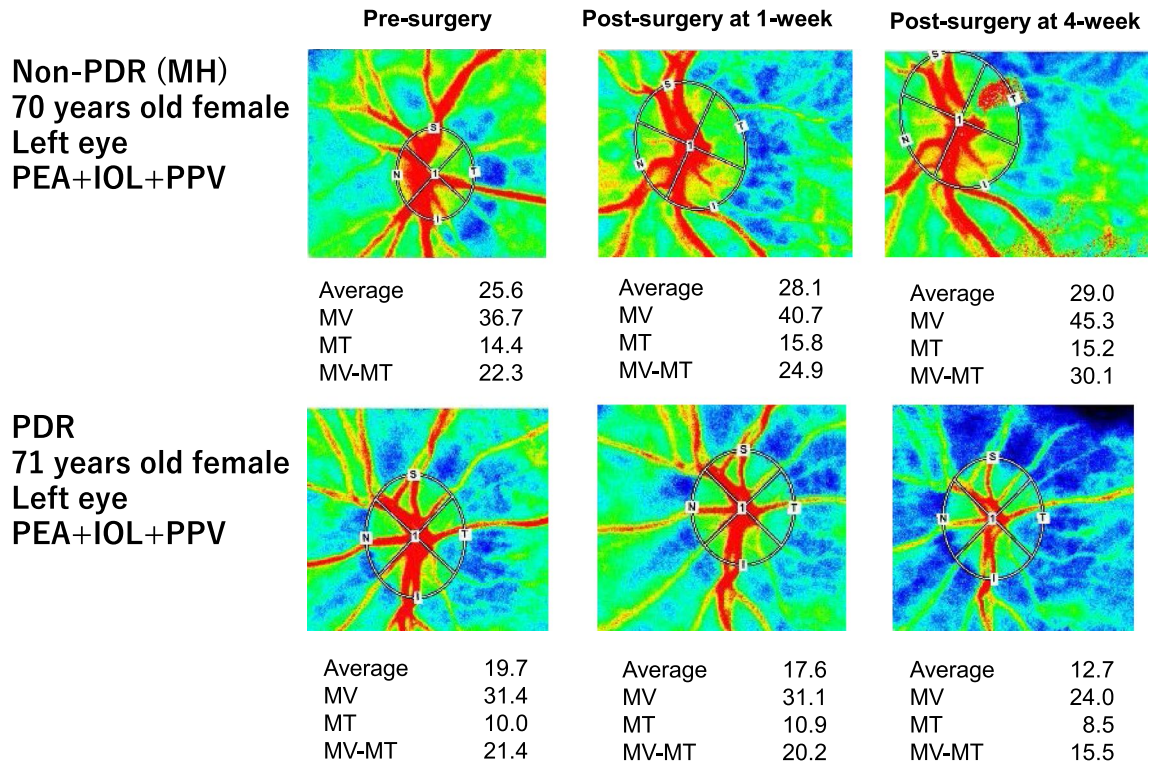 Pre-surgery Post-surgery at 1-week Post-surgery at 4-week
Non-PDR (MH)
70 years old female
Left eye
PEA+IOL+PPV
S
N 1 T
I
S
T
1
N
I
S
T
1
N
I
Average 25.6
MV 36.7
MT 14.4
MV-MT 22.3
Average 28.1
MV 40.7
MT 15.8
MV-MT 24.9
Average 29.0
MV 45.3
MT 15.2
MV-MT 30.1
PDR
71 years old female
Left eye
PEA+IOL+PPV
S
N 1 T
I
S
N 1 T
I
S
N 1 T
I
Average 19.7
MV 31.4
MT 10.0
MV-MT 21.4
Average 17.6
MV 31.1
MT 10.9
MV-MT 20.2
Average 12.7
MV 24.0
MT 8.5
MV-MT 15.5